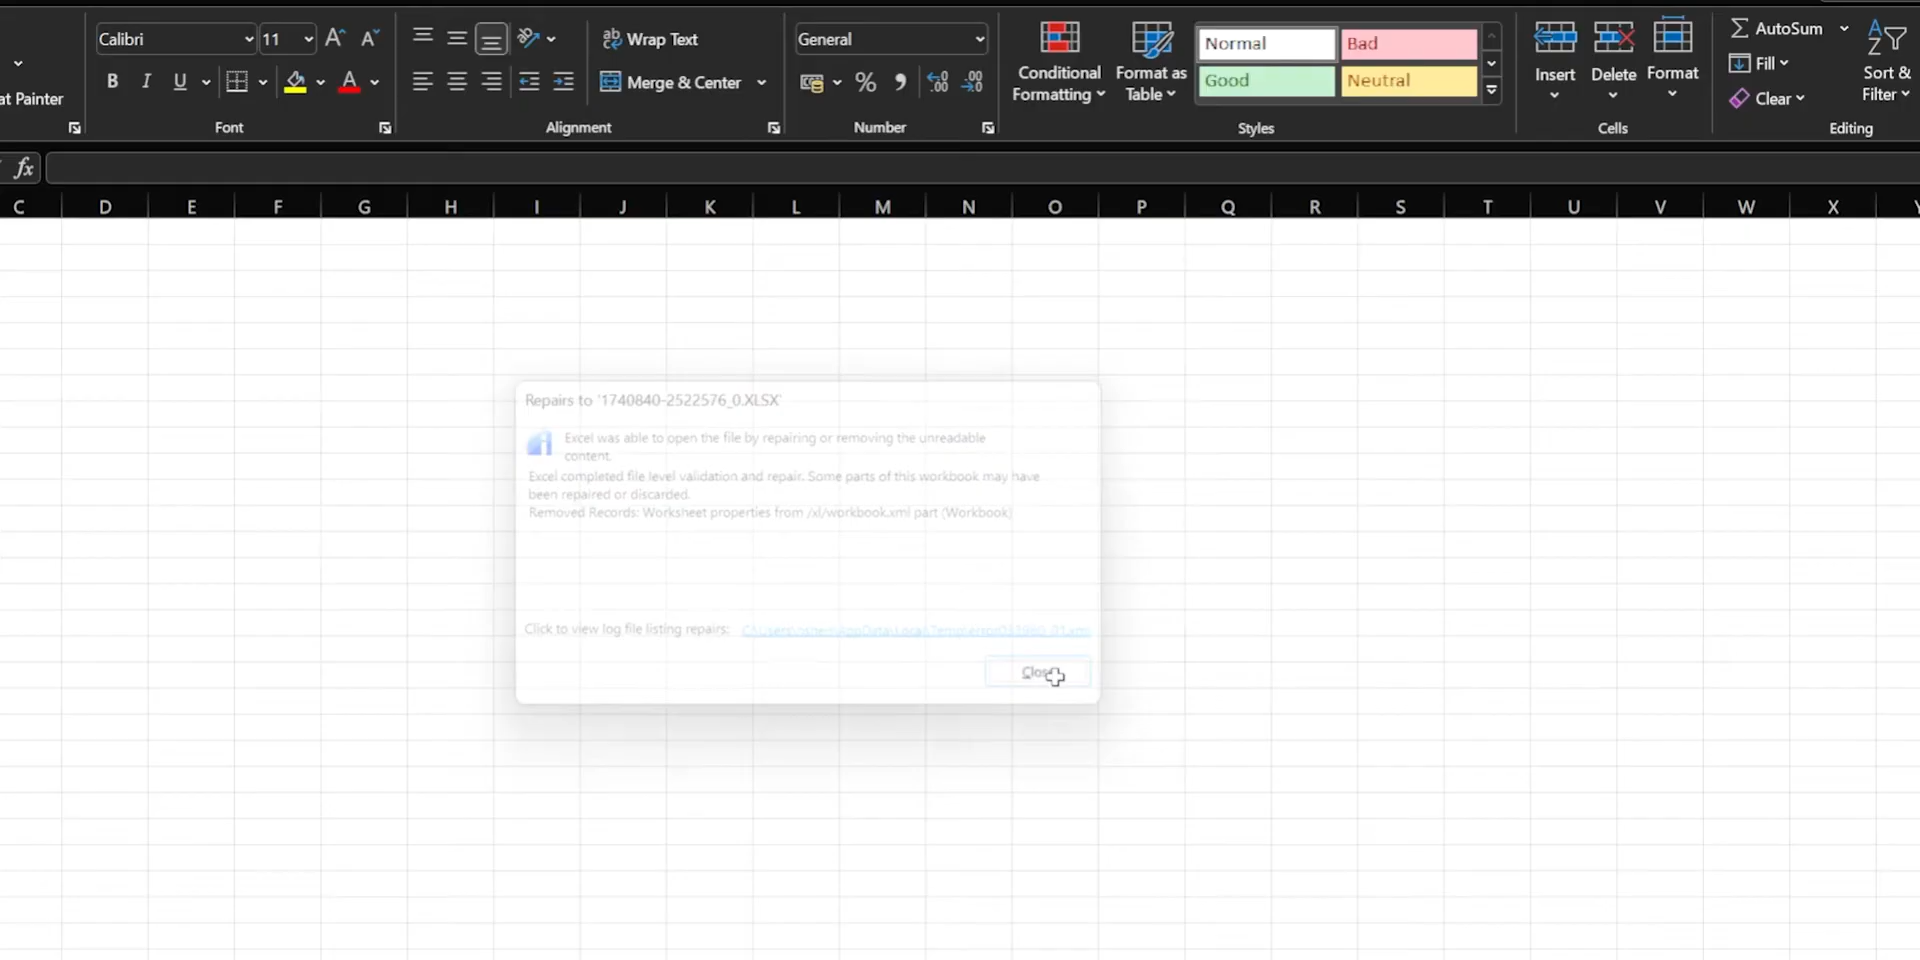 Calibri
11
Wrap Text
General
Normal
Bad
Conditional
Formatting
Format as
Table
Good
Neutral
Insert
Delete
Format
AutoSum
Fill
Clear
Sort &
Filter
at Painter
B I U
A
Merge & Center
%
Font
Alignment
Number
Styles
Cells
Editing
fx
C D E F G H I J K L M N O P Q R S T U V W X Y
Repairs to '1740840-2522576_0.XLSX'
Excel was able to open the file by repairing or removing the unreadable
content.
Excel completed file level validation and repair. Some parts of this workbook may have
been repaired or discarded.
Removed Records: Worksheet properties from /xl/workbook.xml part (Workbook)
Click to view log file listing repairs: